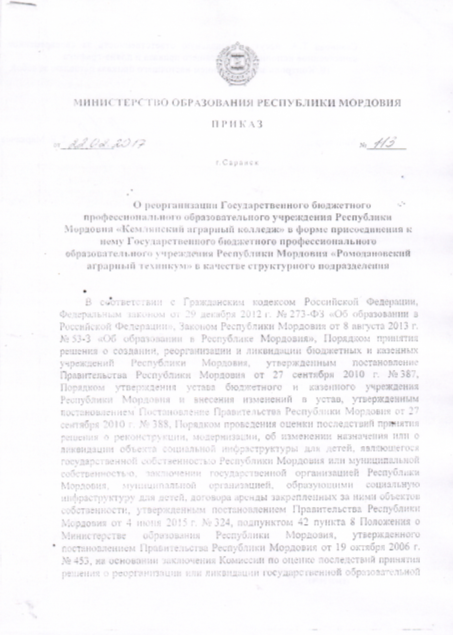 МИНИСТЕРСТВО ОБРАЗОВАНИЯ РЕСПУБЛИКИ МОРДОВИЯ
ПРИКАЗ
2017 № 113
г.Саранск
О реорганизации Государственного бюджетного
профессионального образовательного учреждения Республики
Мордовия «Кемлянский аграрный колледж» в форме присоединения к
нему Государственного бюджетного профессионального
образовательного учреждения Республики Мордовия «Ромодановский
аграрный техникум» в качестве структурного подразделения
В соответствии с Гражданским кодексом Российской Федерации,
Федеральным законом от 29 декабря 2012 г. № 273-ФЗ «Об образовании в
Российской Федерации», Законом Республики Мордовия от 8 августа 2013 г.
№ 53-З «Об образовании в Республике Мордовия», Порядком принятия
решения о создании, реорганизации и ликвидации бюджетных и казенных
учреждений Республики Мордовия, утвержденным постановление
Правительства Республики Мордовия от 27 сентября 2010 г. № 387,
Порядком утверждения устава бюджетного и казенного учреждения
Республики Мордовия и внесения изменений в устав, утвержденным
постановлением Постановление Правительства Республики Мордовия от 27
сентября 2010 г. № 388, Порядком проведения оценки последствий принятия
решения о реконструкции, модернизации, об изменении назначения или о
ликвидации объекта социальной инфраструктуры для детей, являющегося
государственной собственностью Республики Мордовия или муниципальной
собственностью, заключении государственной организацией Республики
Мордовия, муниципальной организацией, образующими социальную
инфраструктуру для детей, договора аренды закрепленных за ними объектов
собственности, утвержденным постановлением Правительства Республики
Мордовия от 4 июня 2015 г. № 324, подпунктом 42 пункта 8 Положения о
Министерстве образования Республики Мордовия, утвержденного
постановлением Правительства Республики Мордовия от 19 октября 2006 г.
№ 453, на основании заключения Комиссии по оценке последствий принятия
решения о реорганизации или ликвидации государственной образовательной